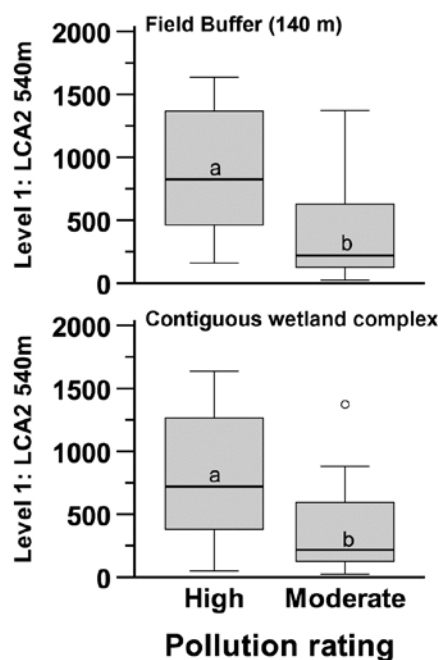 Field Buffer (140 m)
Level 1: LCA2 540m
2000
1500
1000
500
0
a
b
Contiguous wetland complex
Level 1: LCA2 540m
2000
1500
1000
500
0
a
b
High Moderate
Pollution rating